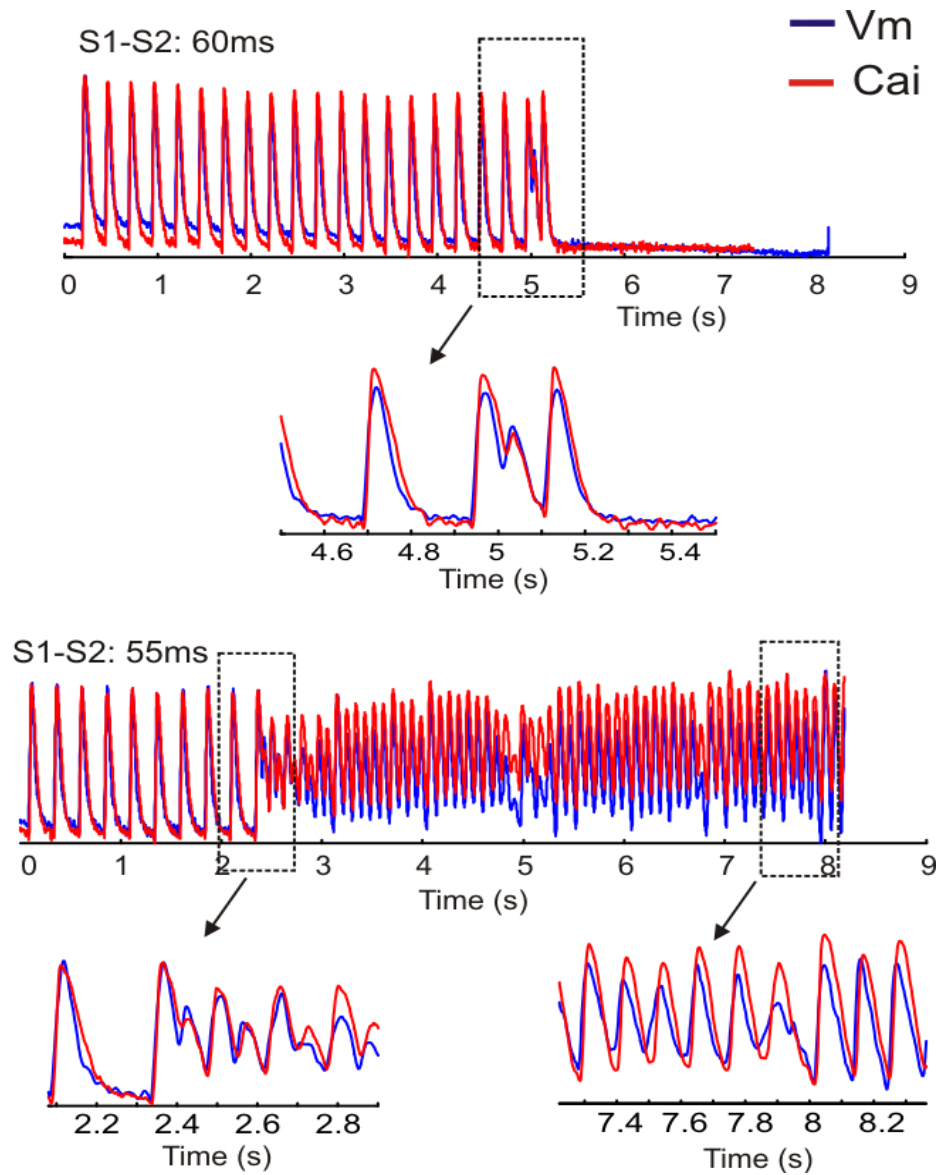 S1-S2: 60ms
Vm
Cai
0 1 2 3 4 5 6 7 8 9
Time (s)
4.6 4.8 5 5.2 5.4
Time (s)
S1-S2: 55ms
0 1 2 3 4 5 6 7 8 9
Time (s)
2.2 2.4 2.6 2.8
Time (s)
7.4 7.6 7.8 8 8.2
Time (s)